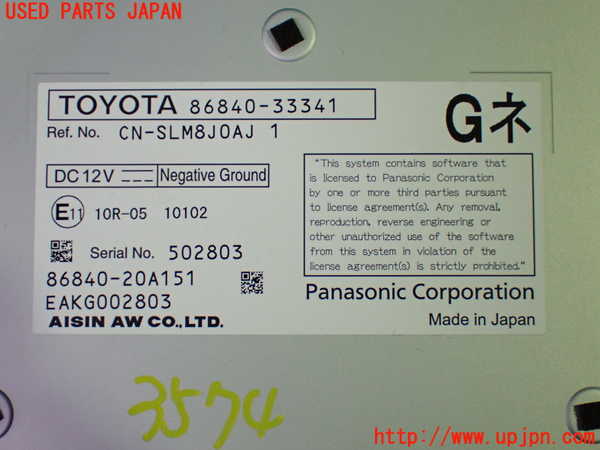 USED PARTS JAPAN
TOYOTA 86840-33341
Gネ
Ref. No. CN-SLM8J0AJ 1
DC 12V Negative Ground
E11 10R-05 10102
"This system contains software that
is licensed to Panasonic Corporation
by one or more third parties pursuant
to license agreement(s). Any removal,
reproduction, reverse engineering or
other unauthorized use of the software
from this system in violation of the
license agreement(s) is strictly prohibited."
Serial No. 502803
86840-20A151
EAKG002803
AISIN AW CO.,LTD.
Panasonic Corporation
Made in Japan
3574
http://www.upjpn.com/